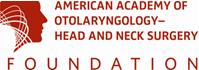 AMERICAN ACADEMY OF
OTOLARYNGOLOGY–
HEAD AND NECK SURGERY
FOUNDATION